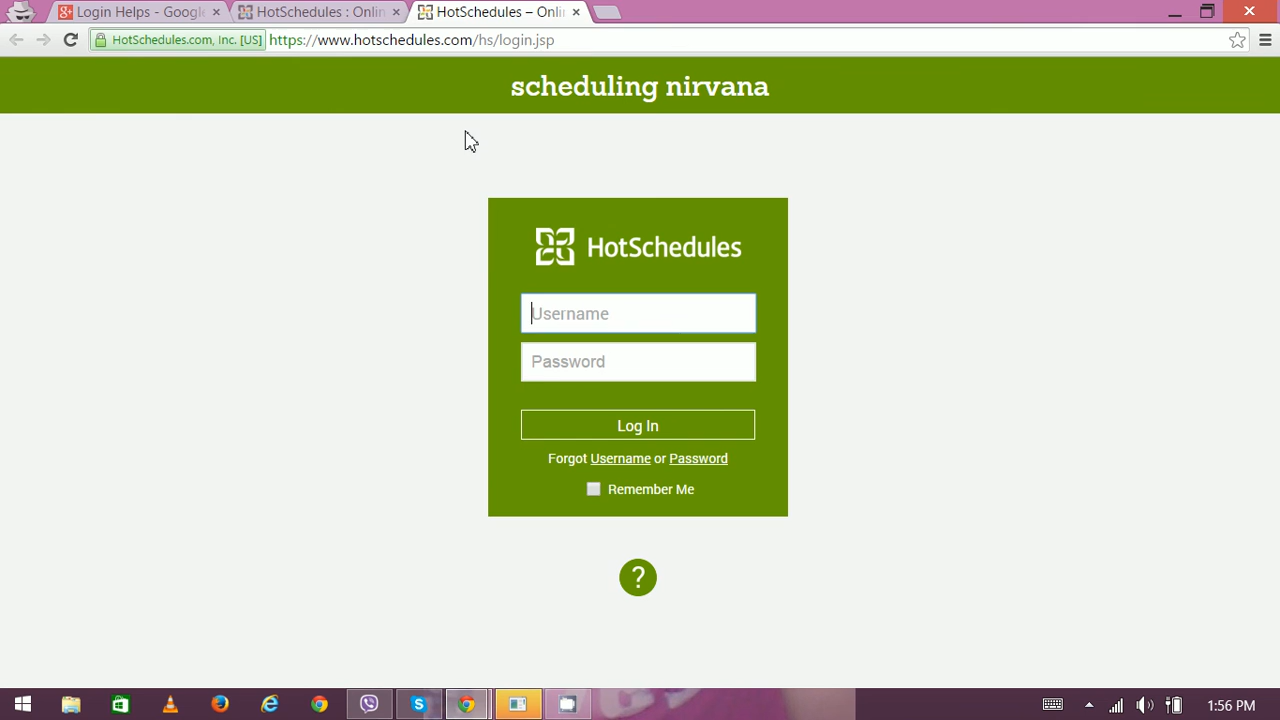 Login Helps - Google
HotSchedules : Onlin
HotSchedules – Onli
HotSchedules.com, Inc. [US]
https://www.hotschedules.com/hs/login.jsp
scheduling nirvana
HotSchedules
Username
Password
Log In
Forgot Username or Password
Remember Me
?
1:56 PM